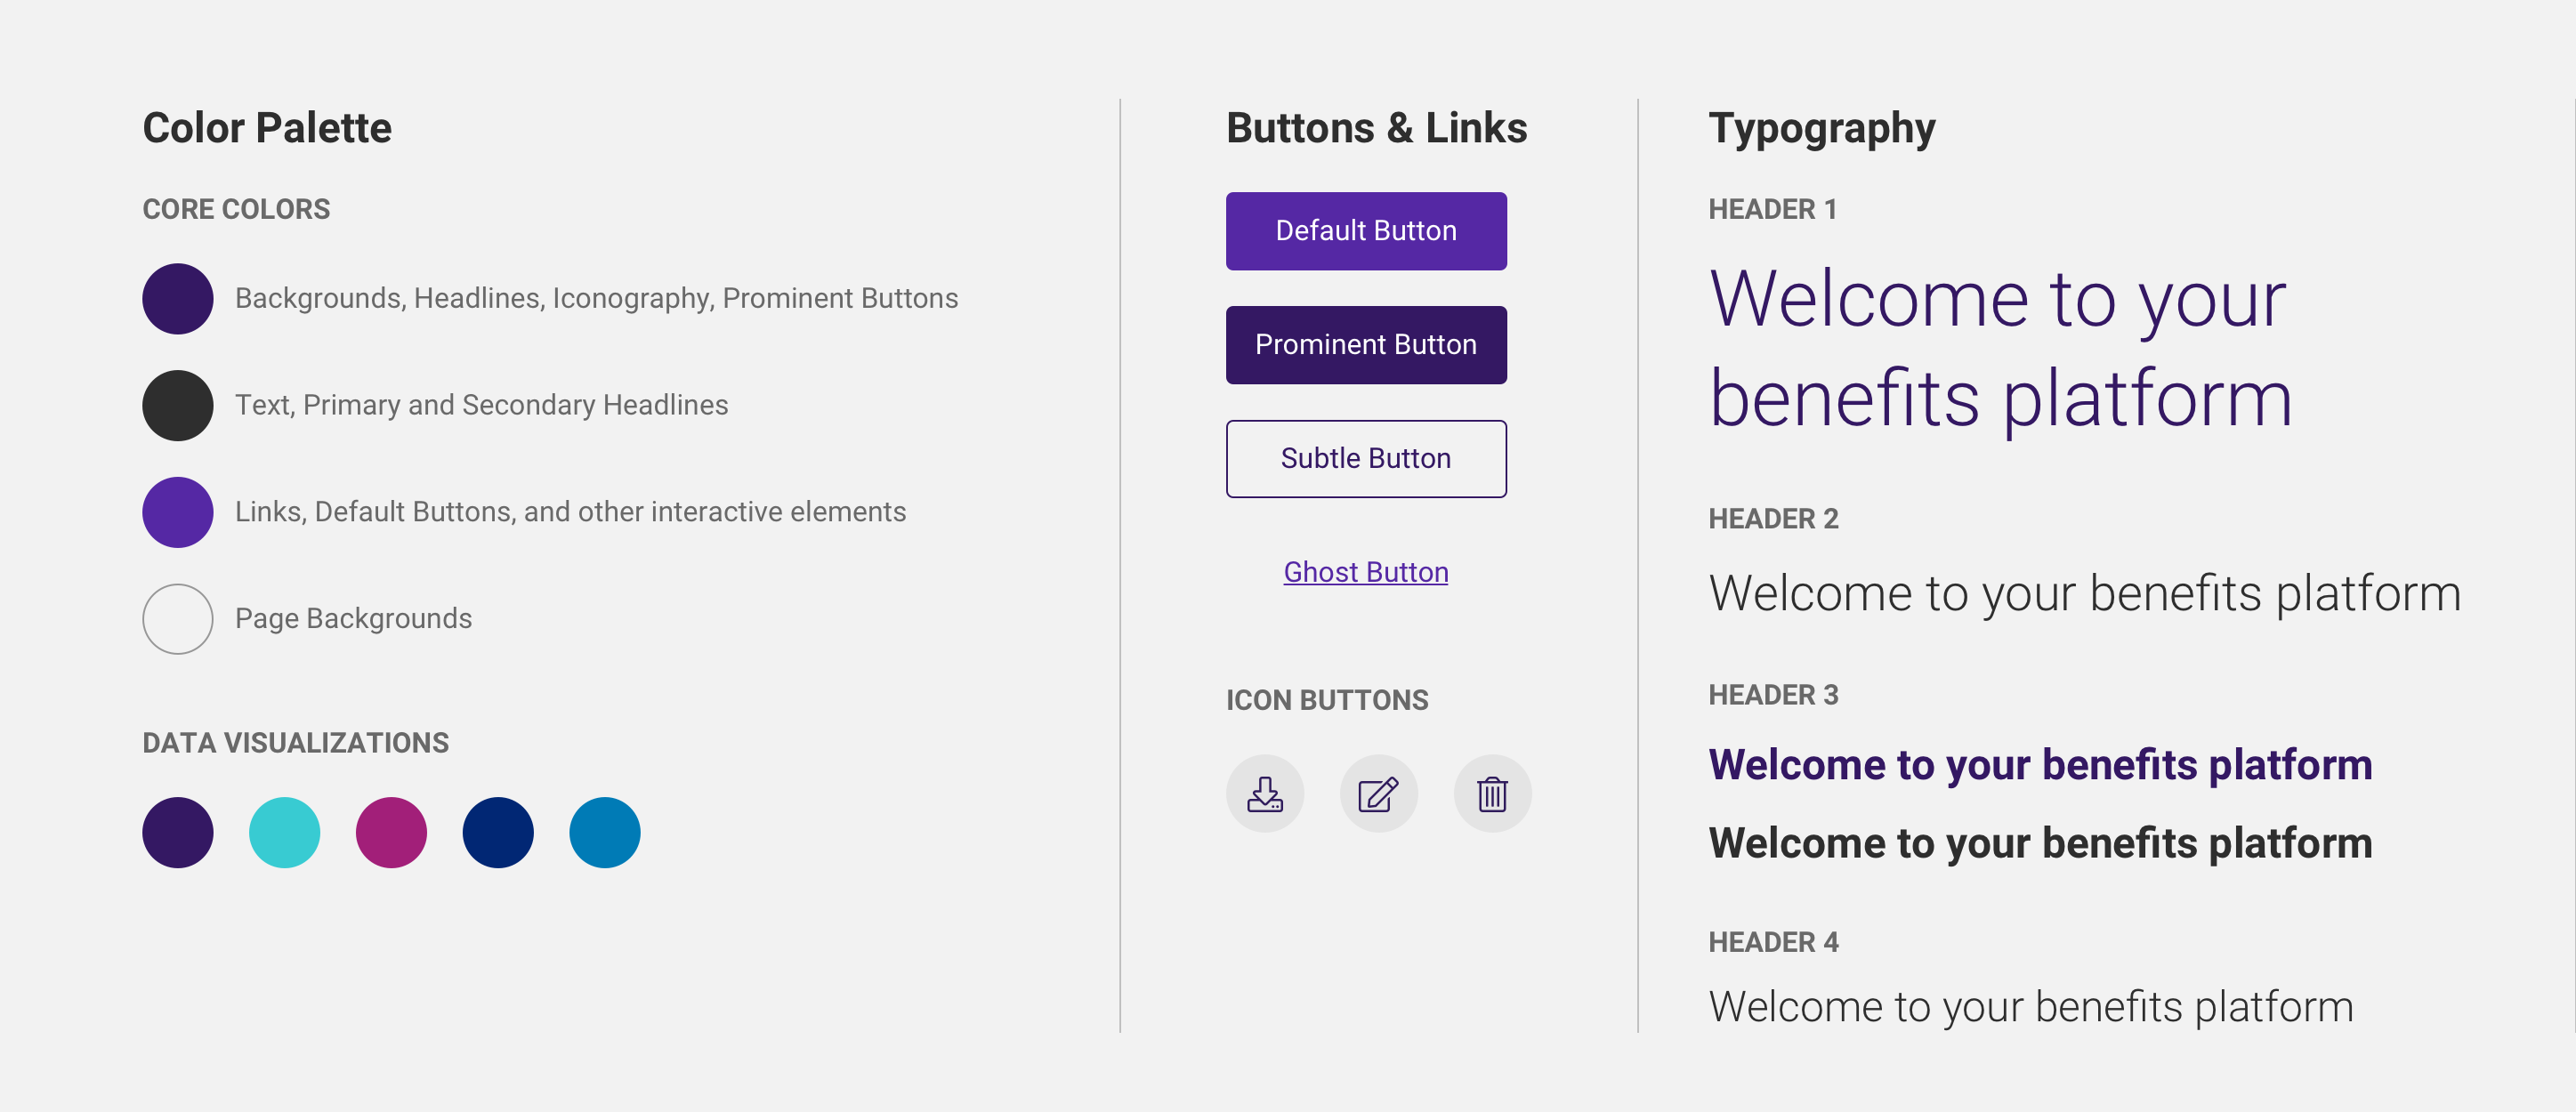 Color Palette
CORE COLORS
Backgrounds, Headlines, Iconography, Prominent Buttons
Text, Primary and Secondary Headlines
Links, Default Buttons, and other interactive elements
Page Backgrounds
DATA VISUALIZATIONS
Buttons & Links
Default Button
Prominent Button
Subtle Button
Ghost Button
ICON BUTTONS
Typography
HEADER 1
Welcome to your
benefits platform
HEADER 2
Welcome to your benefits platform
HEADER 3
Welcome to your benefits platform
Welcome to your benefits platform
HEADER 4
Welcome to your benefits platform